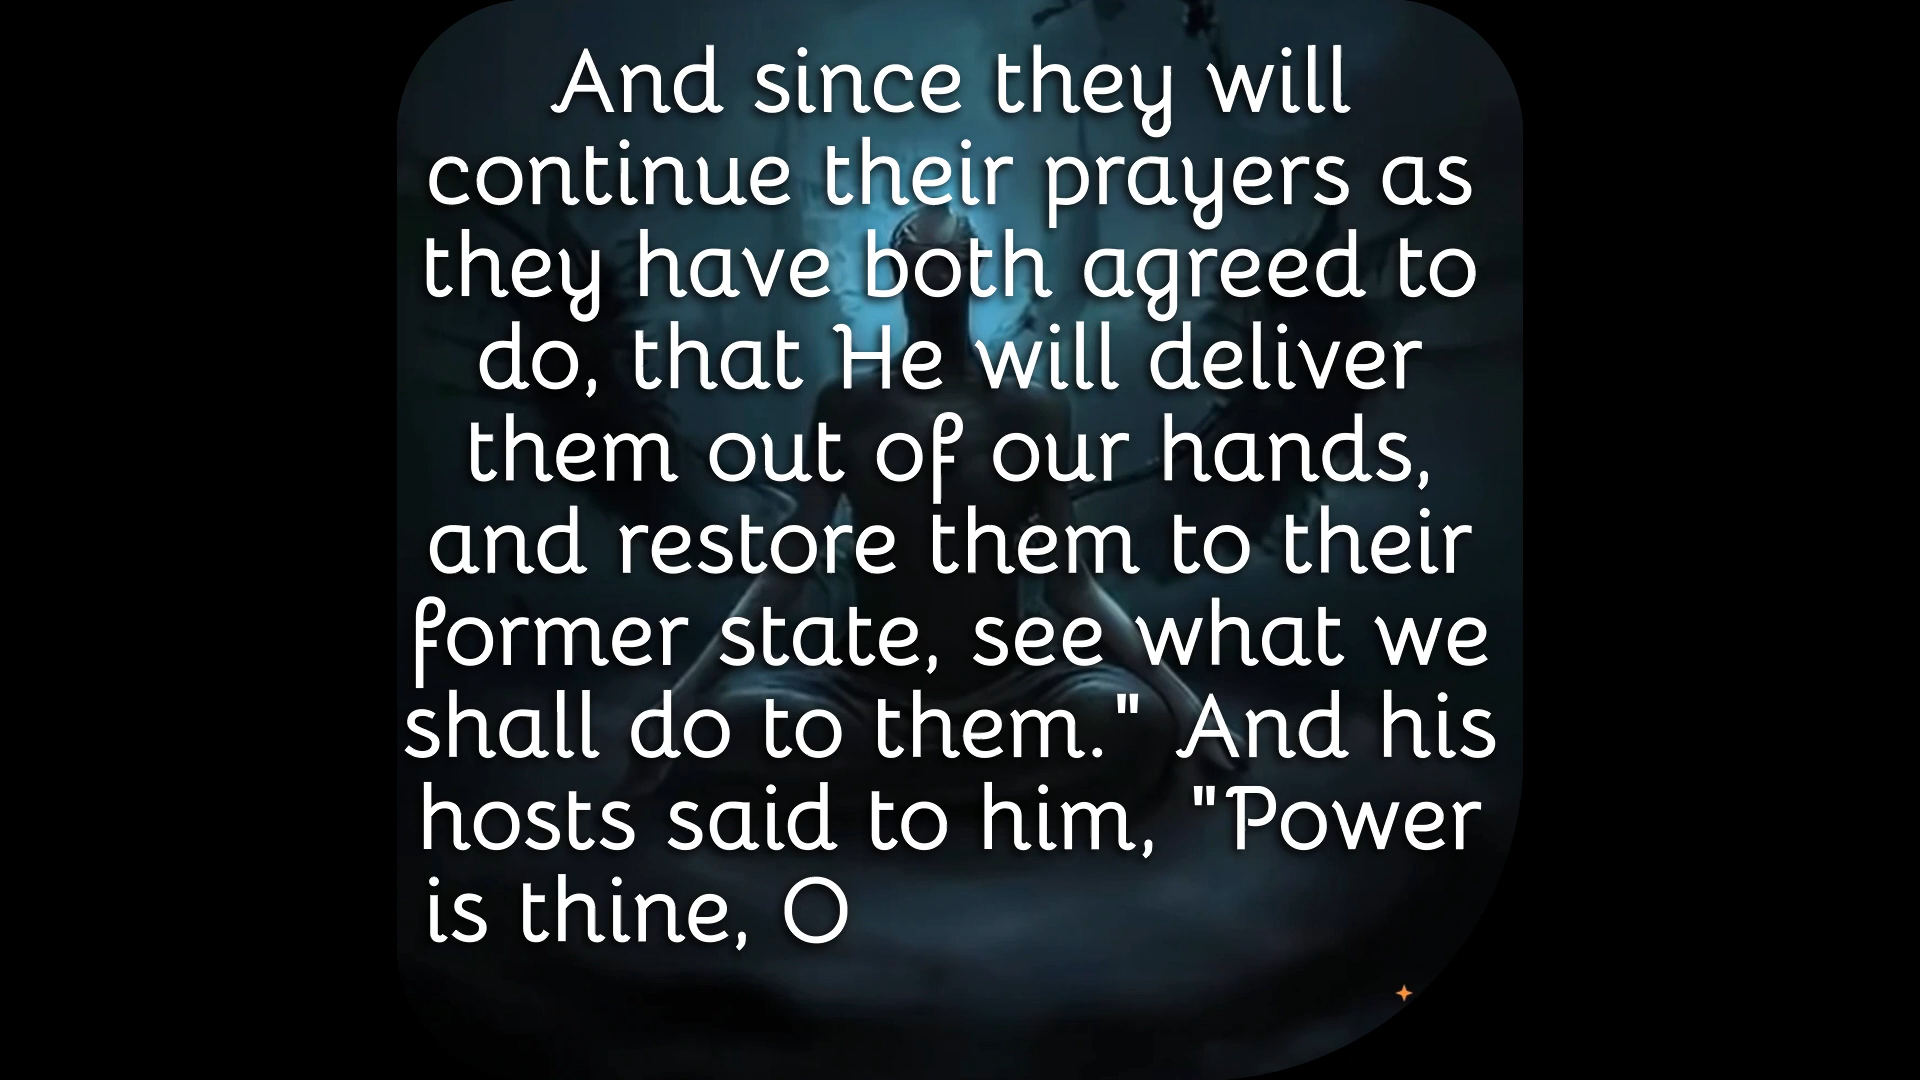 And since they will
continue their prayers as
they have both agreed to
do, that He will deliver
them out of our hands,
and restore them to their
former state, see what we
shall do to them." And his
hosts said to him, "Power
is thine, O